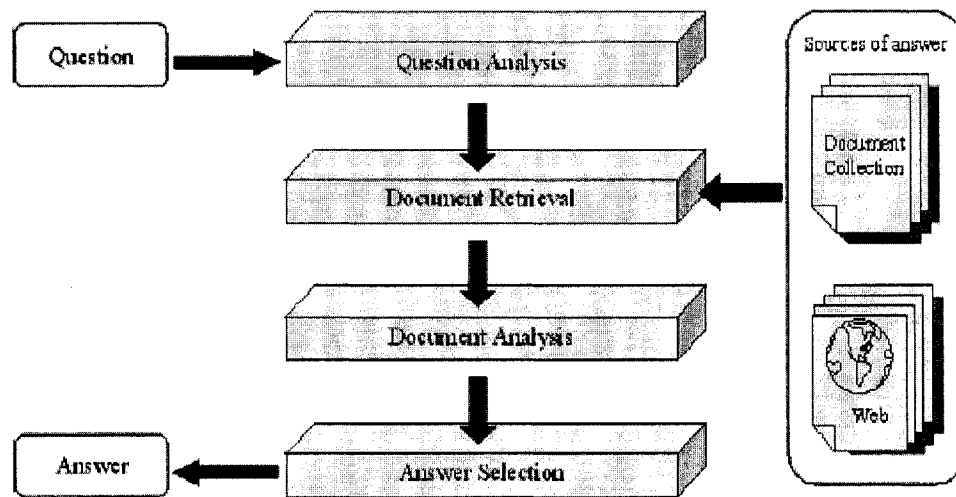 Question
Question Analysis
Sources of answer
Document
Collection
Document Retrieval
Document Analysis
Web
Answer
Answer Selection